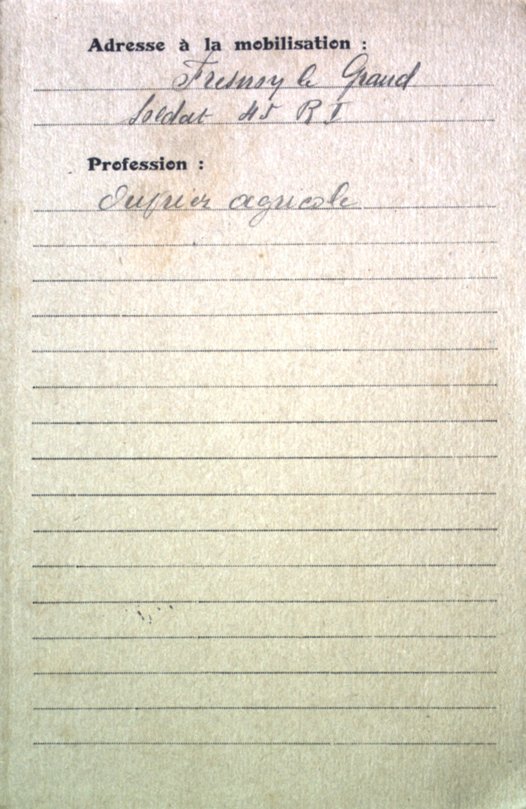 Adresse à la mobilisation :
Fresnoy le Grand
Soldat 45 R I
Profession :
Ouvrier agricole